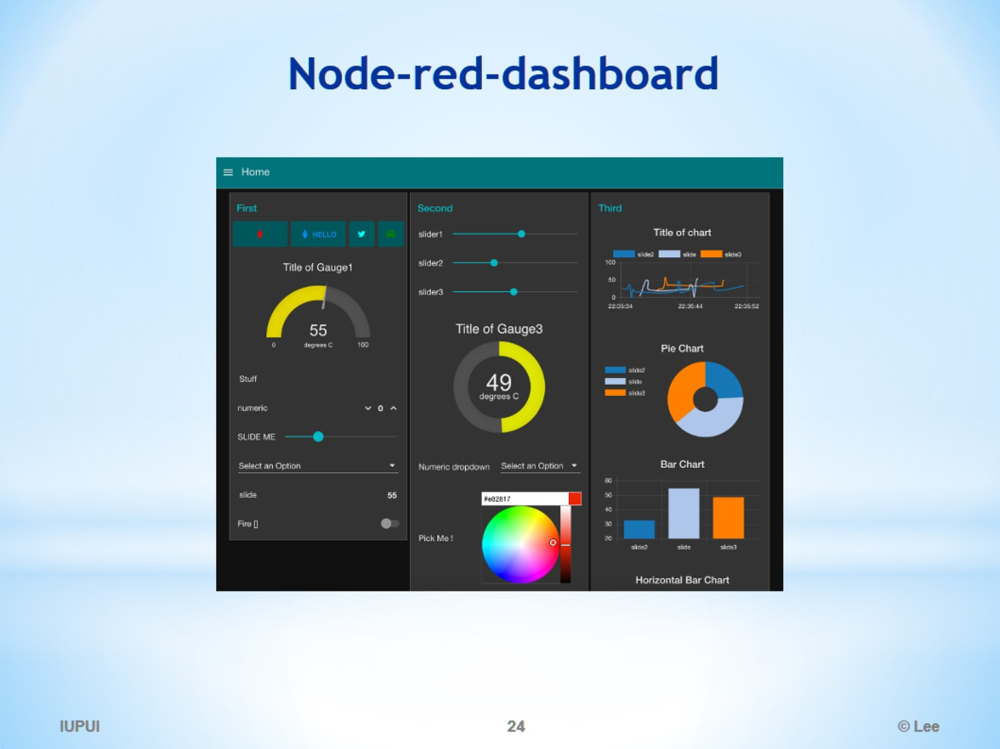 Node-red-dashboard
Home
First
HELLO
Title of Gauge1
55
0 degrees C 100
Stuff
numeric 0
SLIDE ME
Select an Option
slide 55
Fire []
Second
slider1
slider2
slider3
Title of Gauge3
49
degrees C
Numeric dropdown Select an Option
#e82817
Pick Me !
Third
Title of chart
slide2 slide slide3
100
50
0
22:35:34 22:35:44 22:35:52
Pie Chart
slide2
slide
slide3
Bar Chart
60
50
40
30
20
slide2 slide slide3
Horizontal Bar Chart
IUPUI 24 © Lee